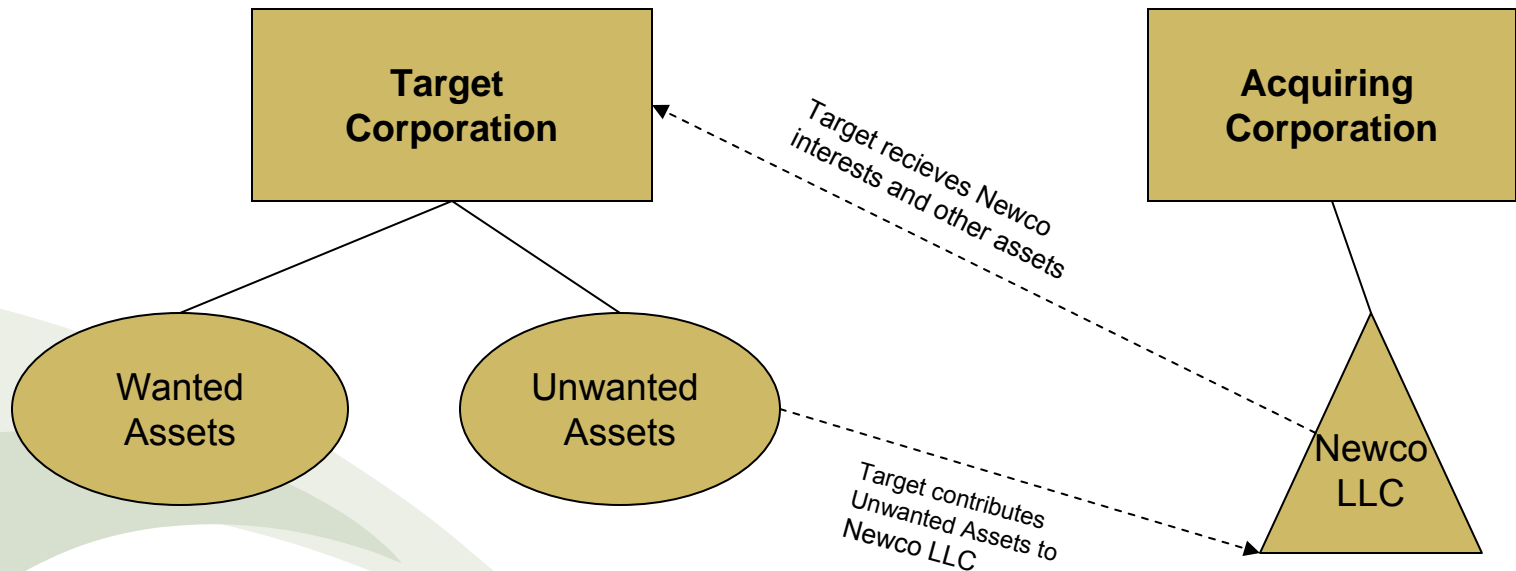 Target
Corporation
Acquiring
Corporation
Target recieves Newco
interests and other assets
Wanted
Assets
Unwanted
Assets
Newco
LLC
Target contributes
Unwanted Assets to
Newco LLC